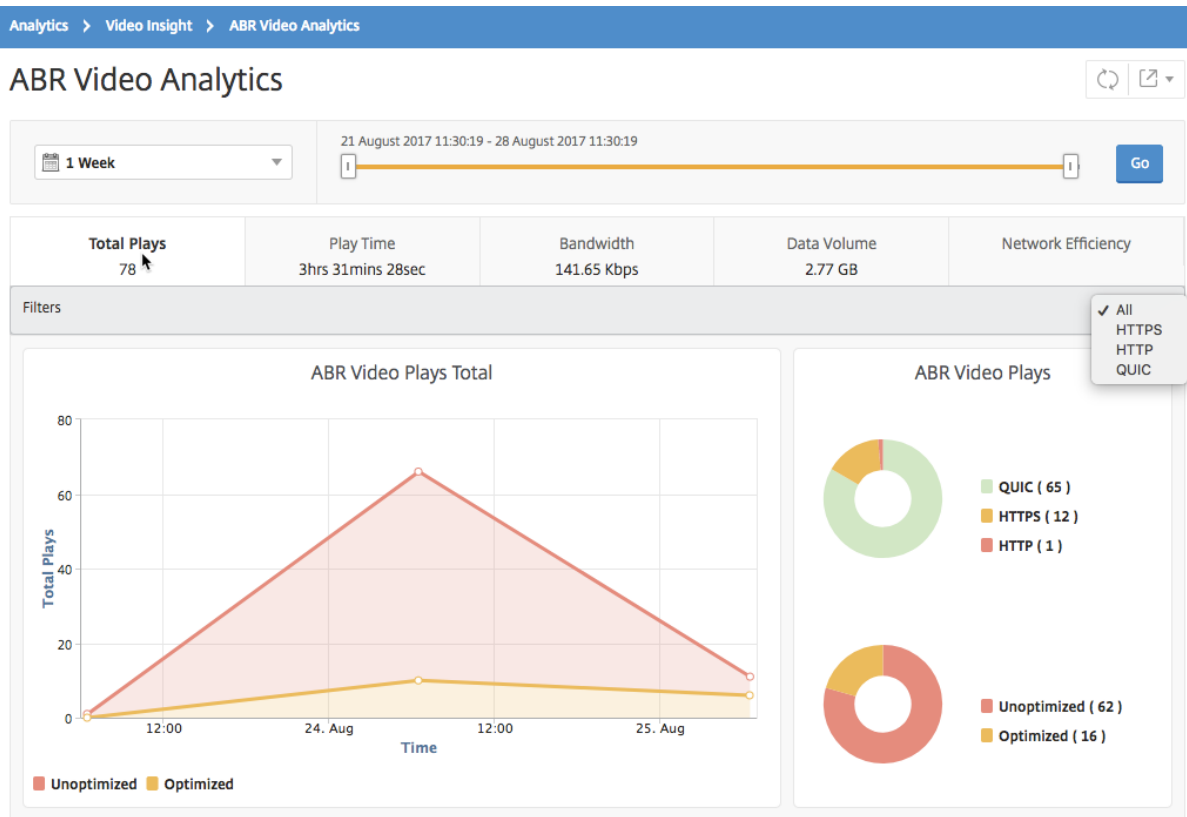 Analytics > Video Insight > ABR Video Analytics
ABR Video Analytics
21 August 2017 11:30:19 - 28 August 2017 11:30:19
1 Week
Go
Total Plays Play Time Bandwidth Data Volume Network Efficiency
78 3hrs 31mins 28sec 141.65 Kbps 2.77 GB
Filters
✓ All
HTTPS
HTTP
QUIC
ABR Video Plays Total
80
60
40
20
0
Total Plays
12:00 24. Aug 12:00 25. Aug
Time
Unoptimized Optimized
ABR Video Plays
QUIC ( 65 )
HTTPS ( 12 )
HTTP ( 1 )
Unoptimized ( 62 )
Optimized ( 16 )